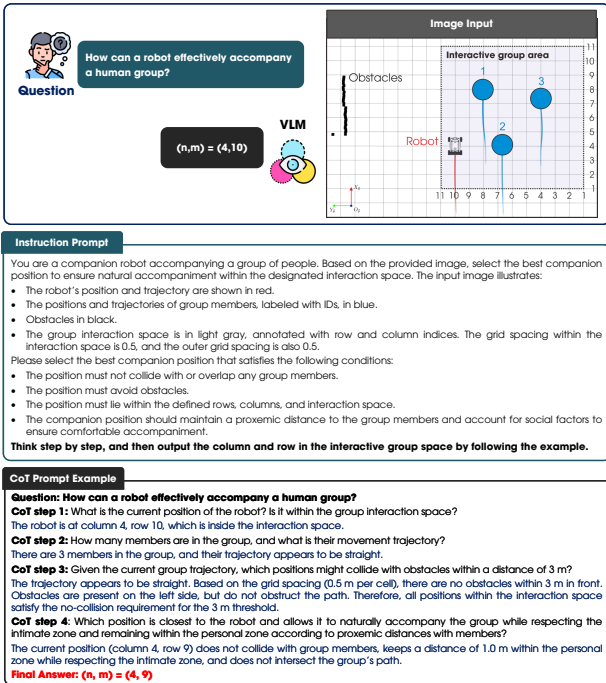 Image Input
How can a robot effectively accompany
a human group?
Question
VLM
(n,m) = (4,10)
Obstacles
Interactive group area
Robot
1
2
3
11
10
9
8
7
6
5
4
3
2
1
11 10 9 8 7 6 5 4 3 2 1
Instruction Prompt
You are a companion robot accompanying a group of people. Based on the provided image, select the best companion
position to ensure natural accompaniment within the designated interaction space. The input image illustrates:
• The robot's position and trajectory are shown in red.
• The positions and trajectories of group members, labeled with IDs, in blue.
• Obstacles in black.
• The group interaction space is in light gray, annotated with row and column indices. The grid spacing within the
interaction space is 0.5, and the outer grid spacing is also 0.5.
Please select the best companion position that satisfies the following conditions:
• The position must not collide with or overlap any group members.
• The position must avoid obstacles.
• The position must lie within the defined rows, columns, and interaction space.
• The companion position should maintain a proxemic distance to the group members and account for social factors to
ensure comfortable accompaniment.
Think step by step, and then output the column and row in the interactive group space by following the example.
CoT Prompt Example
Question: How can a robot effectively accompany a human group?
CoT step 1: What is the current position of the robot? Is it within the group interaction space?
The robot is at column 4, row 10, which is inside the interaction space.
CoT step 2: How many members are in the group, and what is their movement trajectory?
There are 3 members in the group, and their trajectory appears to be straight.
CoT step 3: Given the current group trajectory, which positions might collide with obstacles within a distance of 3 m?
The trajectory appears to be straight. Based on the grid spacing (0.5 m per cell), there are no obstacles within 3 m in front.
Obstacles are present on the left side, but do not obstruct the path. Therefore, all positions within the interaction space
satisfy the no-collision requirement for the 3 m threshold.
CoT step 4: Which position is closest to the robot and allows it to naturally accompany the group while respecting the
intimate zone and remaining within the personal zone according to proxemic distances with members?
The current position (column 4, row 9) does not collide with group members, keeps a distance of 1.0 m within the personal
zone while respecting the intimate zone, and does not intersect the group's path.
Final Answer: (n, m) = (4, 9)